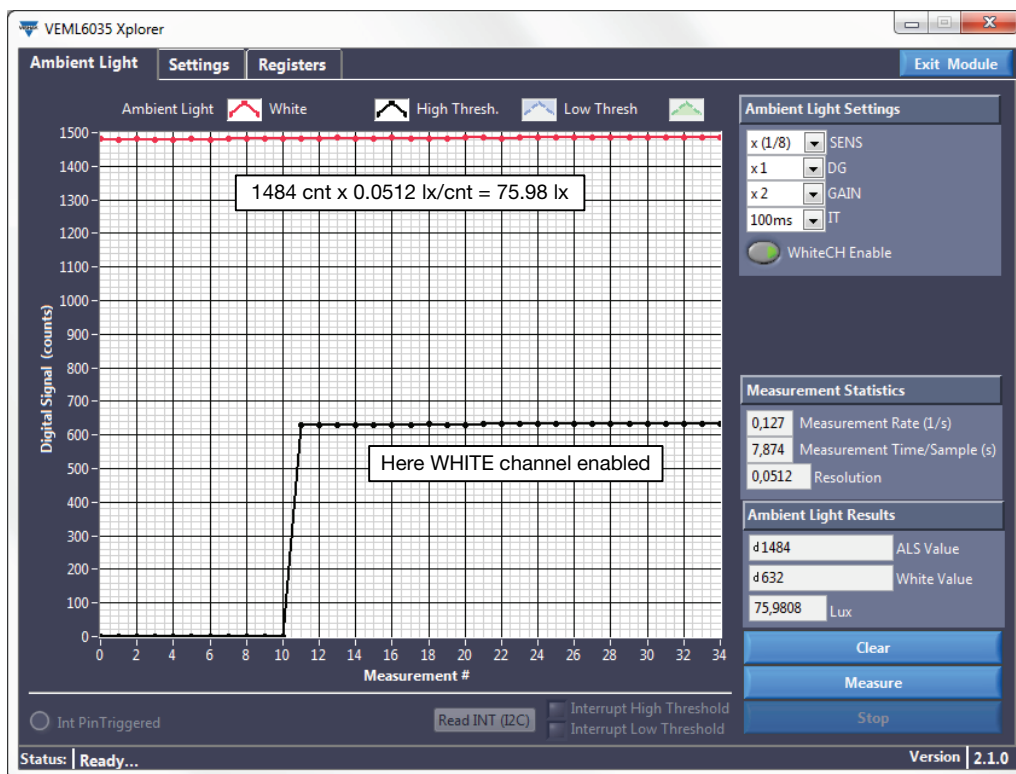 VEML6035 Xplorer
Ambient Light Settings Registers Exit Module
Ambient Light White High Thresh. Low Thresh
1500
1400
1300
1200
1100
1000
900
800
700
600
500
400
300
200
100
0
Digital Signal (counts)
1484 cnt x 0.0512 lx/cnt = 75.98 lx
Here WHITE channel enabled
0 2 4 6 8 10 12 14 16 18 20 22 24 26 28 30 32 34
Measurement #
Ambient Light Settings
x (1/8) SENS
x 1 DG
x 2 GAIN
100ms IT
WhiteCH Enable
Measurement Statistics
0,127 Measurement Rate (1/s)
7,874 Measurement Time/Sample (s)
0,0512 Resolution
Ambient Light Results
d1484 ALS Value
d632 White Value
75,9808 Lux
Clear
Measure
Stop
Int PinTriggered
Read INT (I2C)
Interrupt High Threshold
Interrupt Low Threshold
Status: Ready... Version 2.1.0